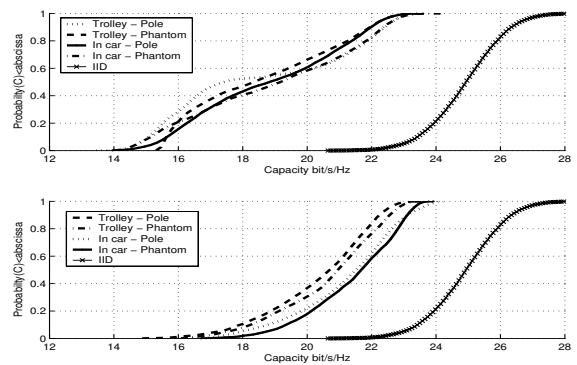 1
0.8
0.6
0.4
0.2
0
Probability(C)<abscissa
Trolley – Pole
Trolley – Phantom
In car – Pole
In car – Phantom
IID
12 14 16 18 20 22 24 26 28
Capacity bit/s/Hz
1
0.8
0.6
0.4
0.2
0
Probability(C)<abscissa
Trolley – Pole
Trolley – Phantom
In car – Pole
In car – Phantom
IID
12 14 16 18 20 22 24 26 28
Capacity bit/s/Hz